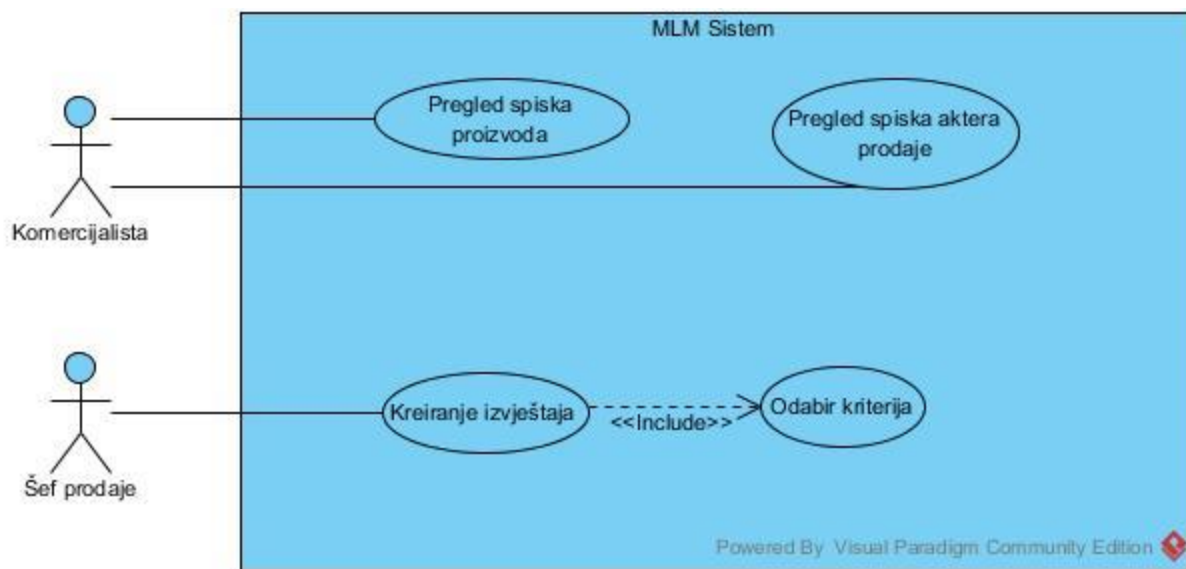 MLM Sistem
Pregled spiska
proizvoda
Pregled spiska aktera
prodaje
Komercijalista
Kreiranje izvještaja
<<Include>>
Odabir kriterija
Šef prodaje
Powered By Visual Paradigm Community Edition